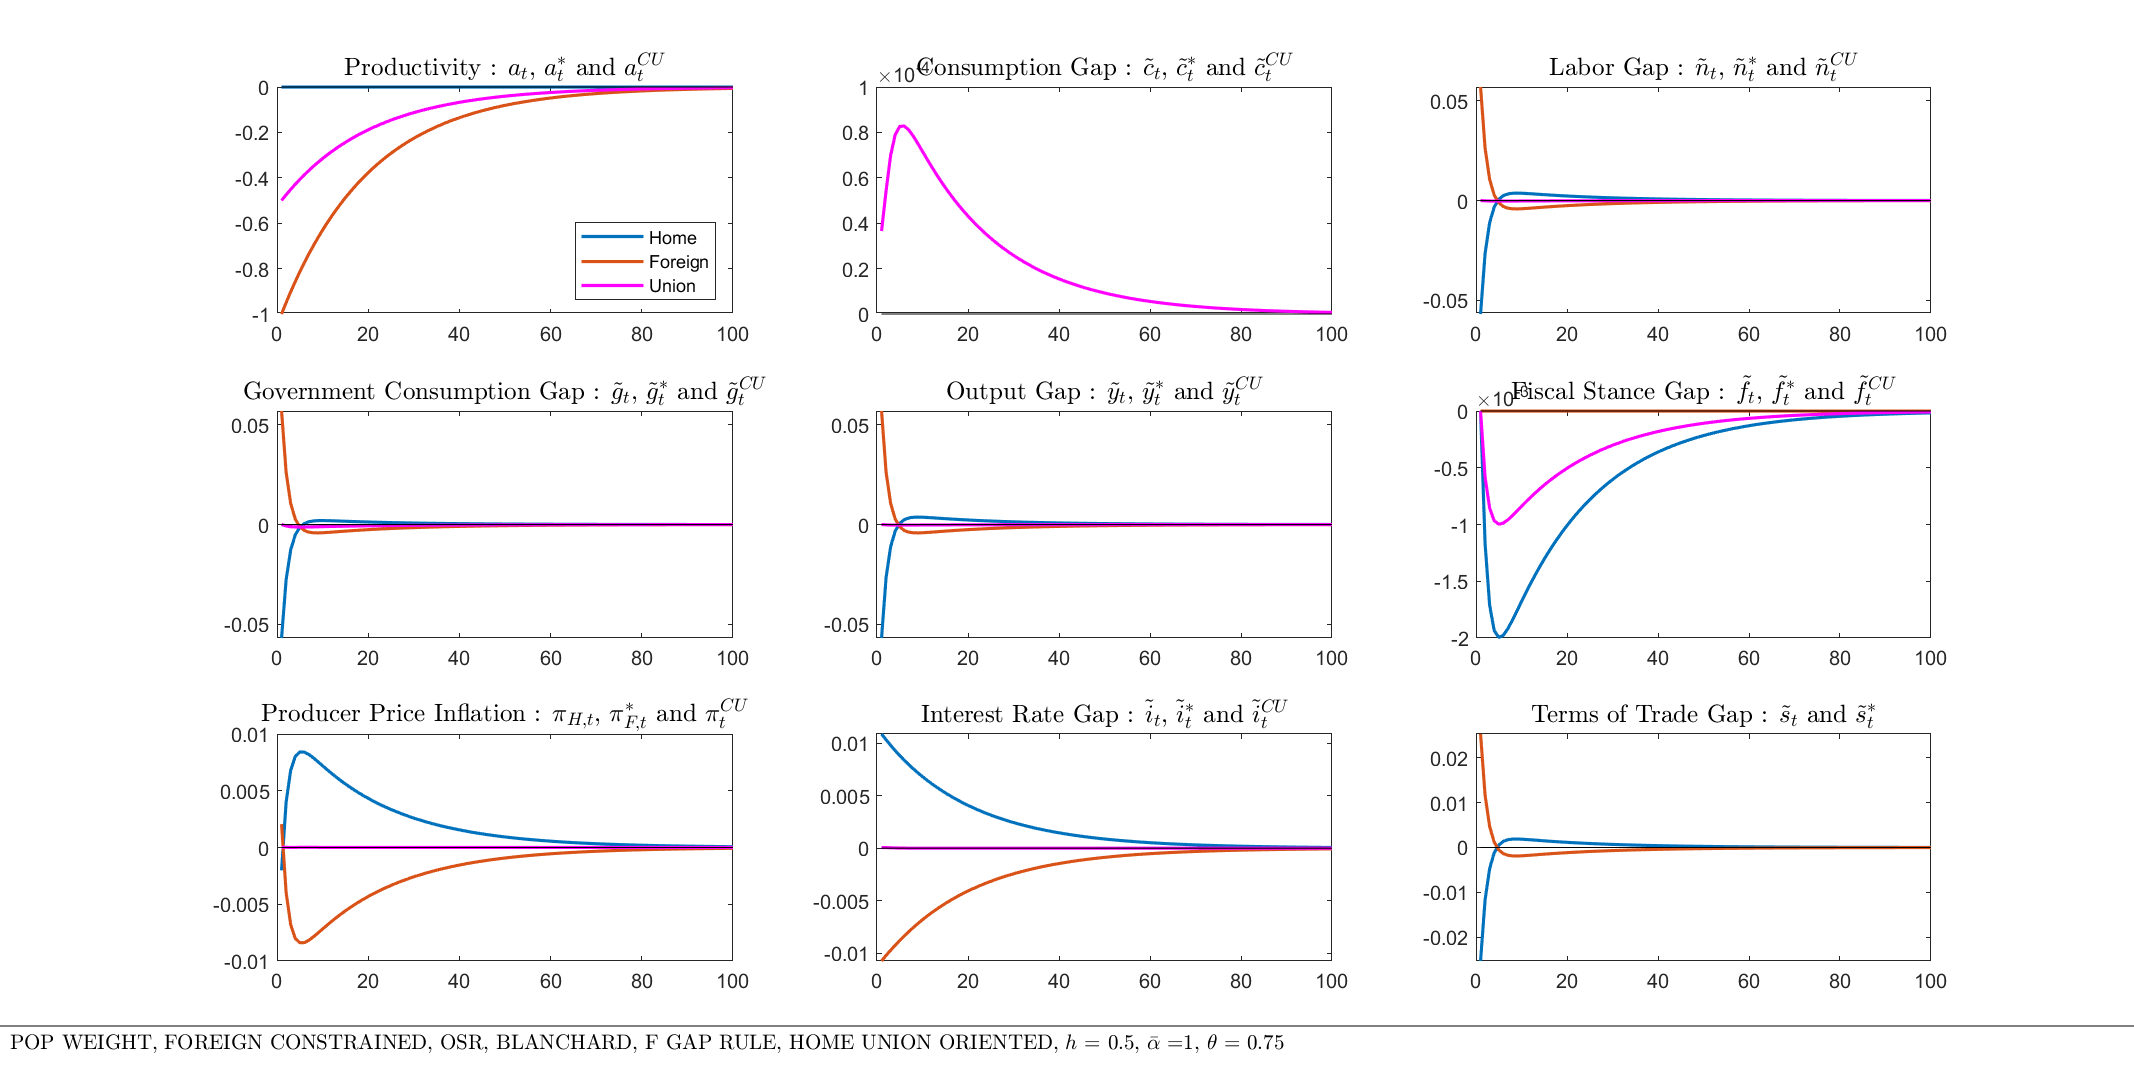 Productivity : a_t, a_t^* and a_t^{CU}
0
-0.2
-0.4
-0.6
-0.8
-1
0 20 40 60 80 100
Home
Foreign
Union
Consumption Gap : c̃_t, c̃_t^* and c̃_t^{CU}
1
0.8
0.6
0.4
0.2
0
0 20 40 60 80 100
Labor Gap : ñ_t, ñ_t^* and ñ_t^{CU}
0.05
0
-0.05
0 20 40 60 80 100
Government Consumption Gap : g̃_t, g̃_t^* and g̃_t^{CU}
0.05
0
-0.05
0 20 40 60 80 100
Output Gap : ỹ_t, ỹ_t^* and ỹ_t^{CU}
0.05
0
-0.05
0 20 40 60 80 100
Fiscal Stance Gap : f̃_t, f̃_t^* and f̃_t^{CU}
0
-0.5
-1
-1.5
-2
0 20 40 60 80 100
Producer Price Inflation : π_{H,t}, π_{F,t}^* and π_t^{CU}
0.01
0.005
0
-0.005
-0.01
0 20 40 60 80 100
Interest Rate Gap : ĩ_t, ĩ_t^* and ĩ_t^{CU}
0.01
0.005
0
-0.005
-0.01
0 20 40 60 80 100
Terms of Trade Gap : s̃_t and s̃_t^*
0.02
0.01
0
-0.01
-0.02
0 20 40 60 80 100
POP WEIGHT, FOREIGN CONSTRAINED, OSR, BLANCHARD, F GAP RULE, HOME UNION ORIENTED, h = 0.5, ᾱ =1, θ = 0.75